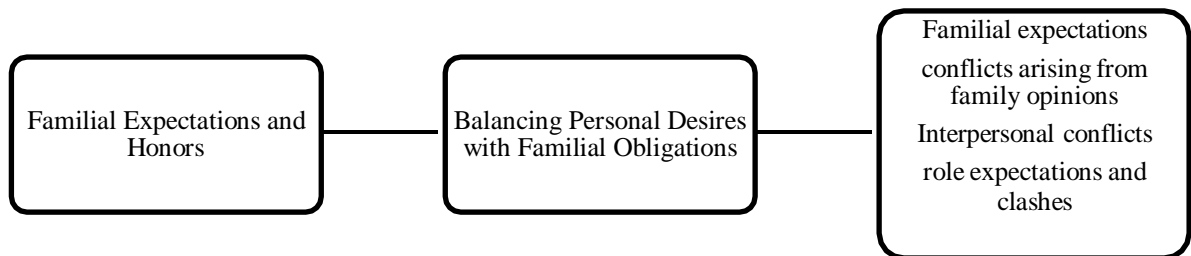 Familial Expectations and
Honors
Balancing Personal Desires
with Familial Obligations
Familial expectations
conflicts arising from
family opinions
Interpersonal conflicts
role expectations and
clashes